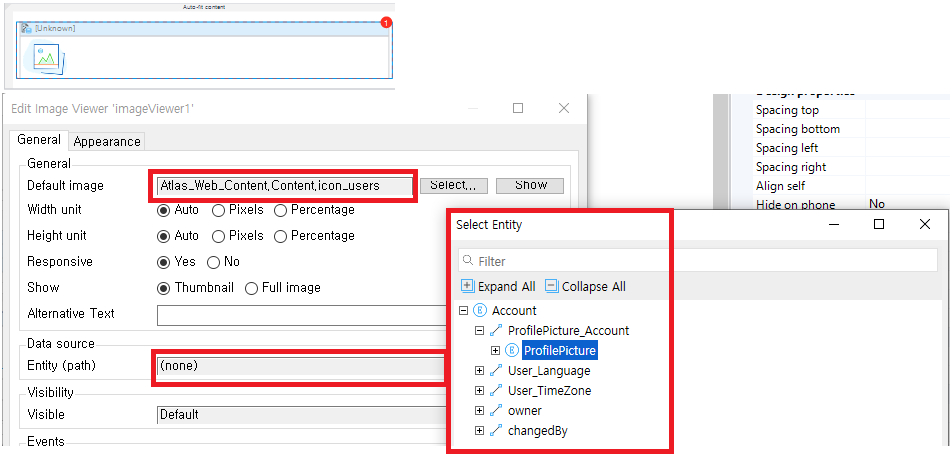 Auto-fit content
[Unknown]
1
Edit Image Viewer 'imageViewer1'
General
Appearance
General
Default image
Atlas_Web_Content,Content,icon_users
Select,,,
Show
Width unit
Auto
Pixels
Percentage
Height unit
Auto
Pixels
Percentage
Responsive
Yes
No
Show
Thumbnail
Full image
Alternative Text
Data source
Entity (path)
(none)
Visibility
Visible
Default
Events
Design properties
Spacing top
Spacing bottom
Spacing left
Spacing right
Align self
Hide on phone
No
Select Entity
Filter
Expand All
Collapse All
Account
ProfilePicture_Account
ProfilePicture
User_Language
User_TimeZone
owner
changedBy